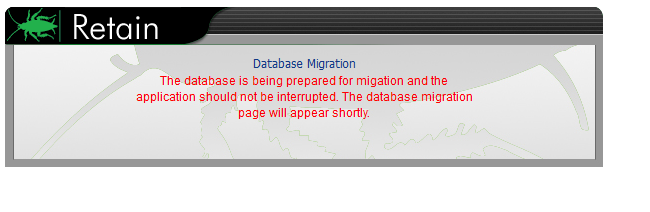 Retain
Database Migration
The database is being prepared for migation and the
application should not be interrupted. The database migration
page will appear shortly.